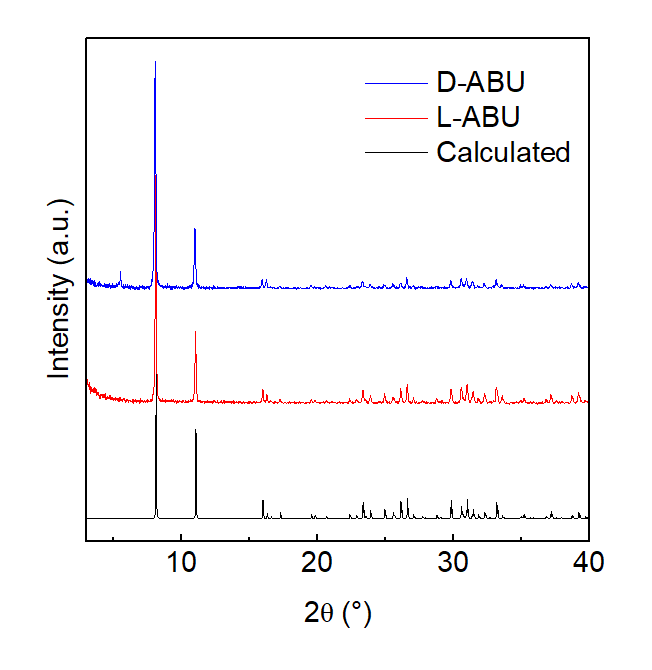 D-ABU
L-ABU
Calculated
Intensity (a.u.)
10 20 30 40
2θ (°)